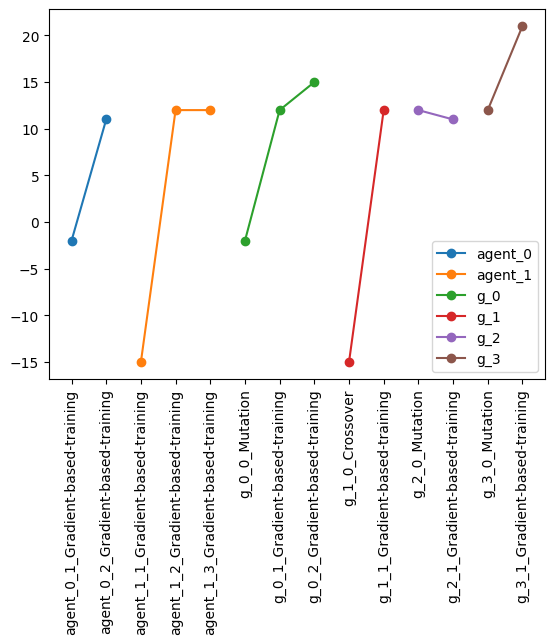 20
15
10
5
0
−5
−10
−15
agent_0
agent_1
g_0
g_1
g_2
g_3
agent_0_1_Gradient-based-training
agent_0_2_Gradient-based-training
agent_1_1_Gradient-based-training
agent_1_2_Gradient-based-training
agent_1_3_Gradient-based-training
g_0_0_Mutation
g_0_1_Gradient-based-training
g_0_2_Gradient-based-training
g_1_0_Crossover
g_1_1_Gradient-based-training
g_2_0_Mutation
g_2_1_Gradient-based-training
g_3_0_Mutation
g_3_1_Gradient-based-training